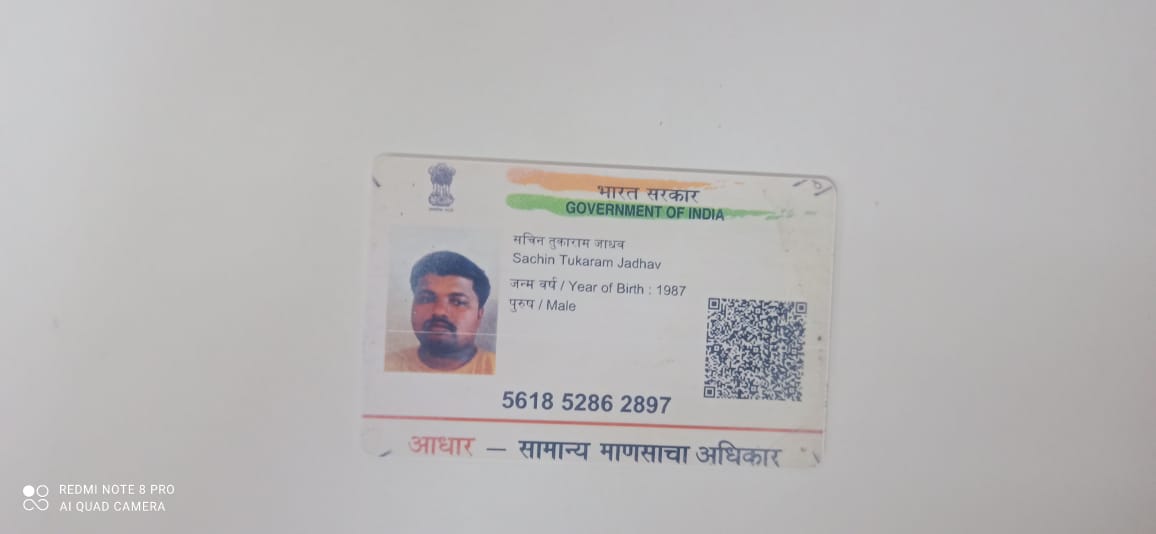 भारत सरकार
GOVERNMENT OF INDIA
सचिन तुकाराम जाधव
Sachin Tukaram Jadhav
जन्म वर्ष / Year of Birth : 1987
पुरुष / Male
5618 5286 2897
आधार — सामान्य माणसाचा अधिकार
REDMI NOTE 8 PRO
AI QUAD CAMERA